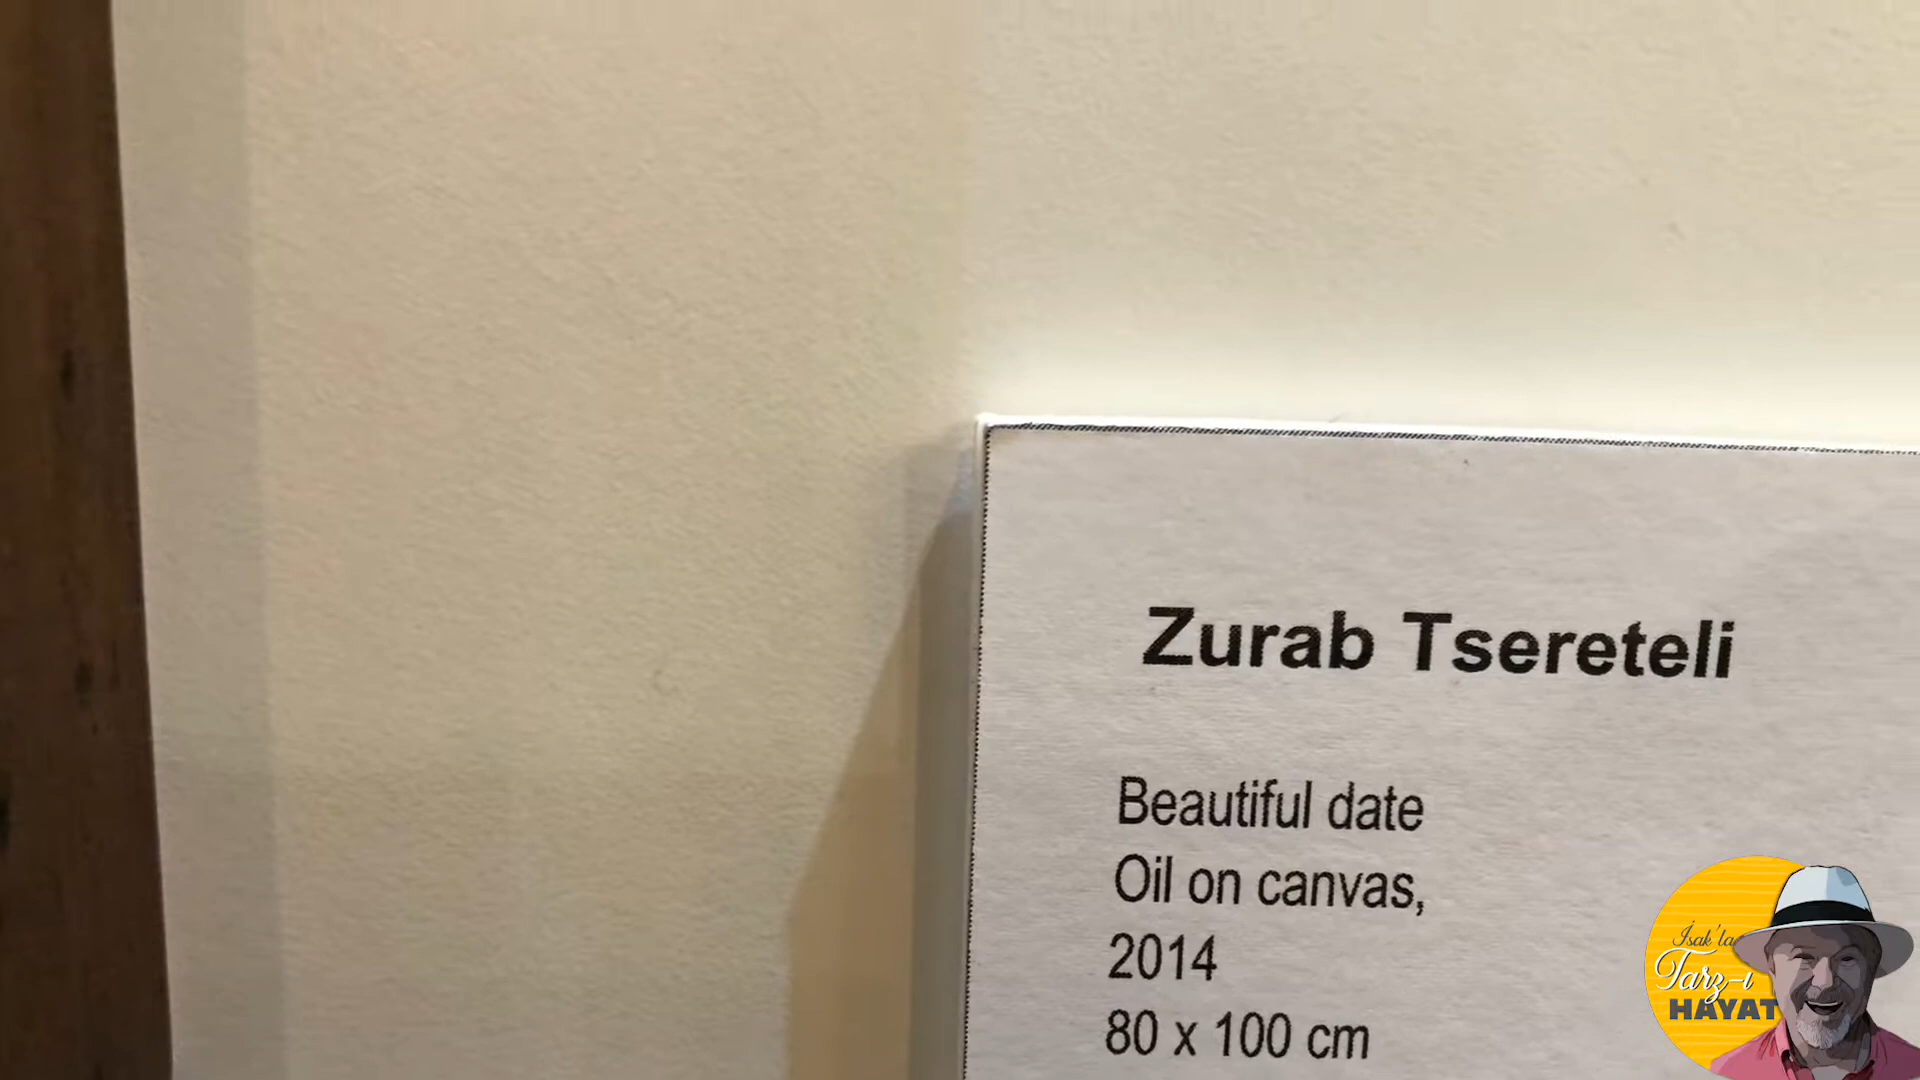 Zurab Tsereteli
Beautiful date
Oil on canvas,
2014
80 x 100 cm
İsak'la
Tarz-ı
HAYAT